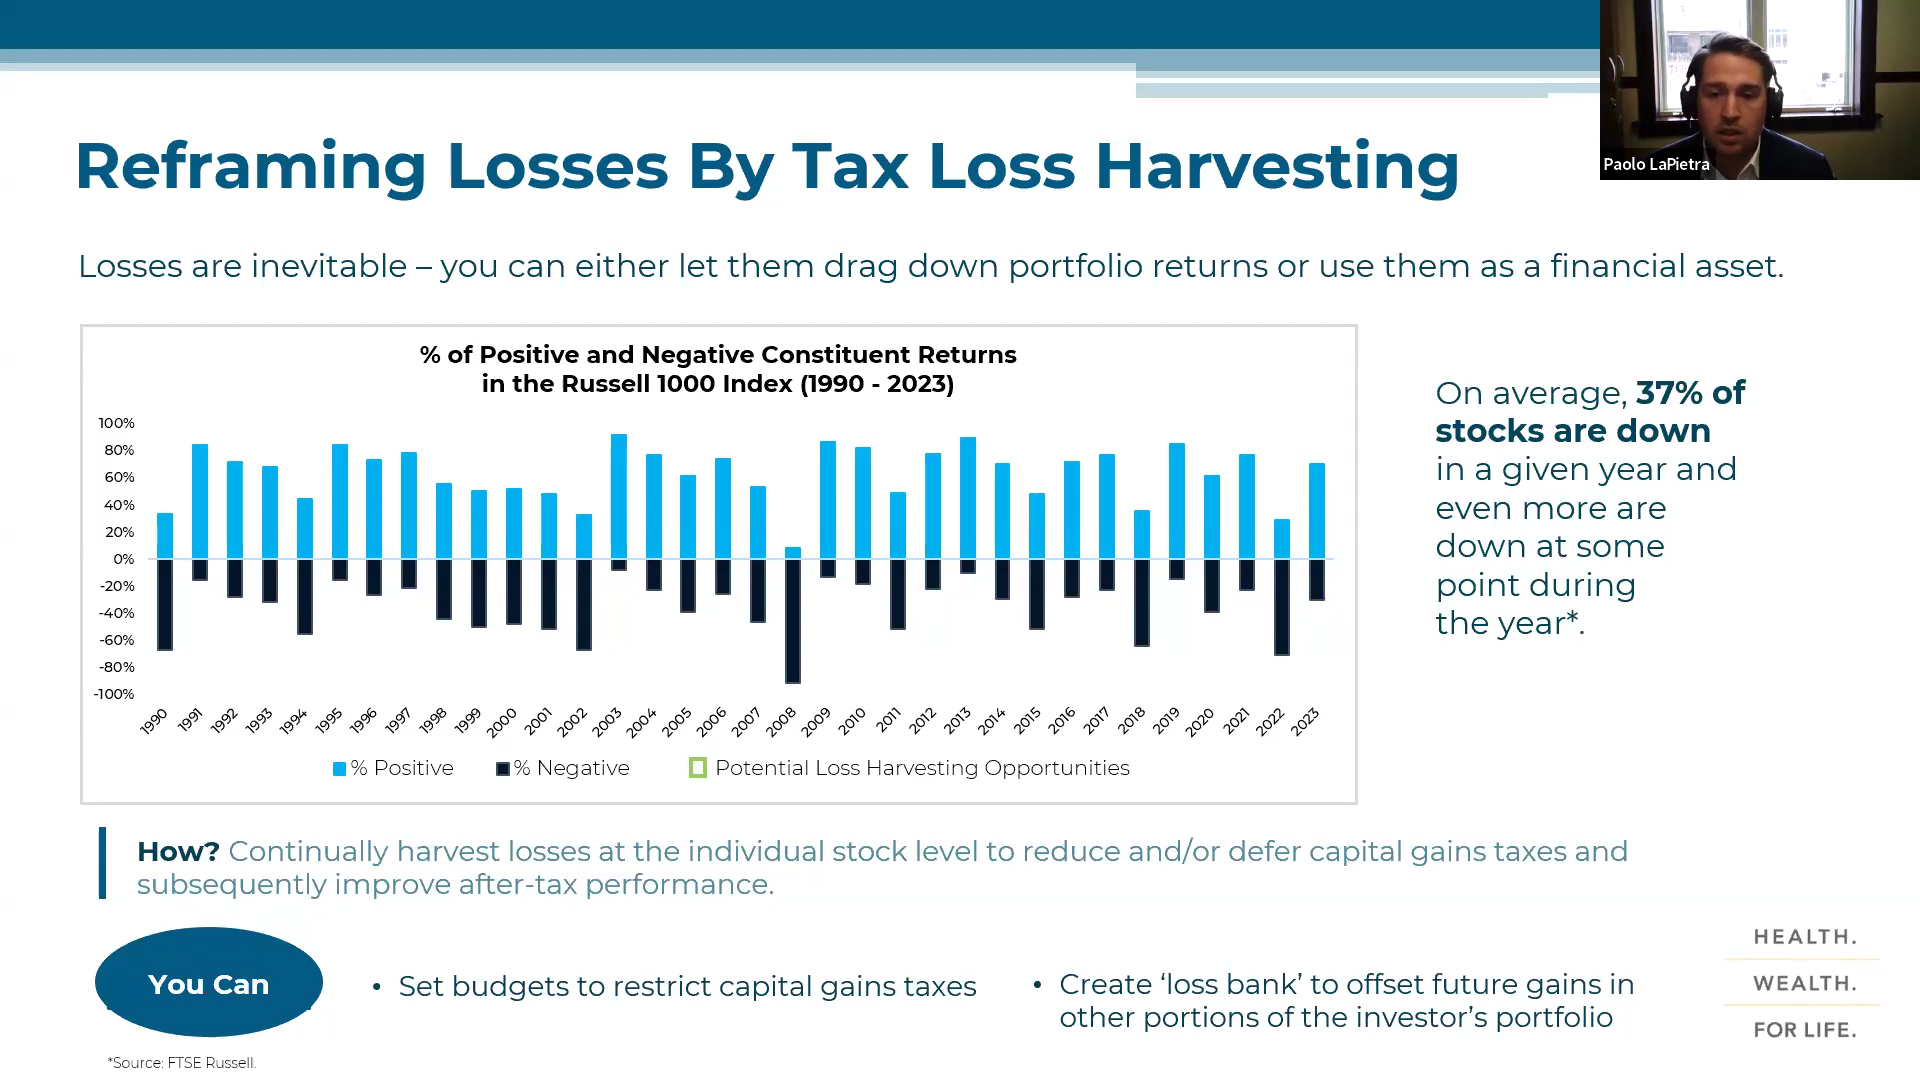 Paolo LaPietra
Reframing Losses By Tax Loss Harvesting
Losses are inevitable – you can either let them drag down portfolio returns or use them as a financial asset.
% of Positive and Negative Constituent Returns
in the Russell 1000 Index (1990 - 2023)
100%
80%
60%
40%
20%
0%
-20%
-40%
-60%
-80%
-100%
1990 1991 1992 1993 1994 1995 1996 1997 1998 1999 2000 2001 2002 2003 2004 2005 2006 2007 2008 2009 2010 2011 2012 2013 2014 2015 2016 2017 2018 2019 2020 2021 2022 2023
% Positive % Negative Potential Loss Harvesting Opportunities
On average, 37% of
stocks are down
in a given year and
even more are
down at some
point during
the year*.
How? Continually harvest losses at the individual stock level to reduce and/or defer capital gains taxes and
subsequently improve after-tax performance.
You Can
• Set budgets to restrict capital gains taxes
• Create ‘loss bank’ to offset future gains in
other portions of the investor’s portfolio
HEALTH.
WEALTH.
FOR LIFE.
*Source: FTSE Russell.